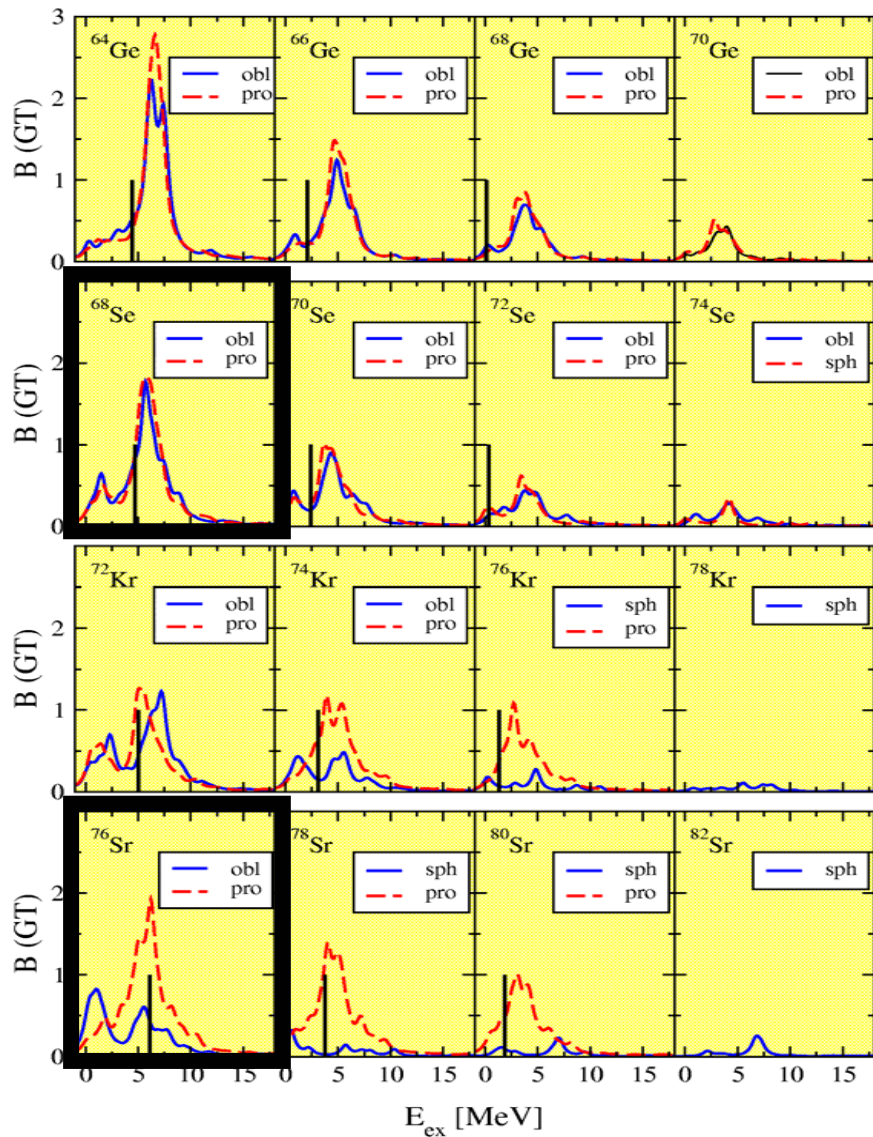 3
2
1
0
B (GT)
64Ge
obl
pro
66Ge
obl
pro
68Ge
obl
pro
70Ge
obl
pro
2
1
0
B (GT)
68Se
obl
pro
70Se
obl
pro
72Se
obl
pro
74Se
obl
sph
2
1
0
B (GT)
72Kr
obl
pro
74Kr
obl
pro
76Kr
sph
pro
78Kr
sph
2
1
0
B (GT)
76Sr
obl
pro
78Sr
sph
pro
80Sr
sph
pro
82Sr
sph
0 5 10 15 0 5 10 15 0 5 10 15 0 5 10 15
Eex [MeV]